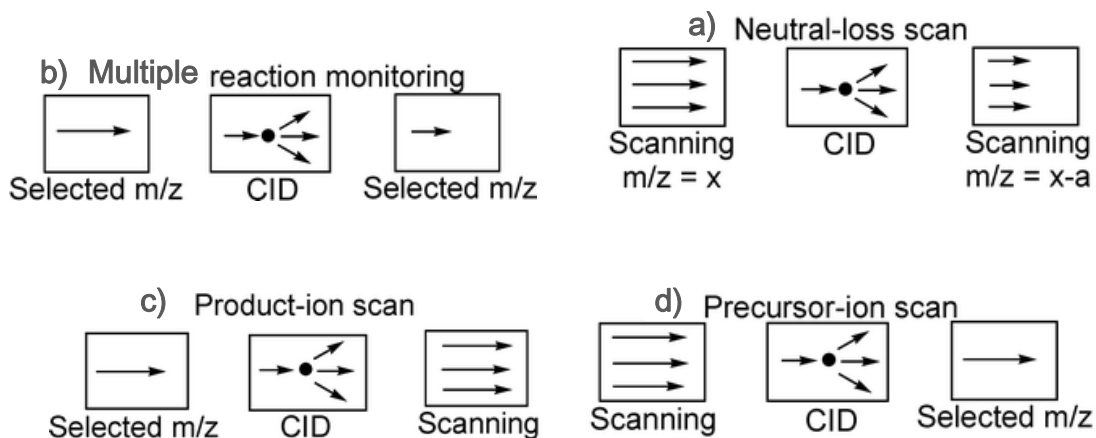 a) Neutral-loss scan
Scanning CID Scanning
m/z = x m/z = x-a
b) Multiple reaction monitoring
Selected m/z CID Selected m/z
c) Product-ion scan
Selected m/z CID Scanning
d) Precursor-ion scan
Scanning CID Selected m/z